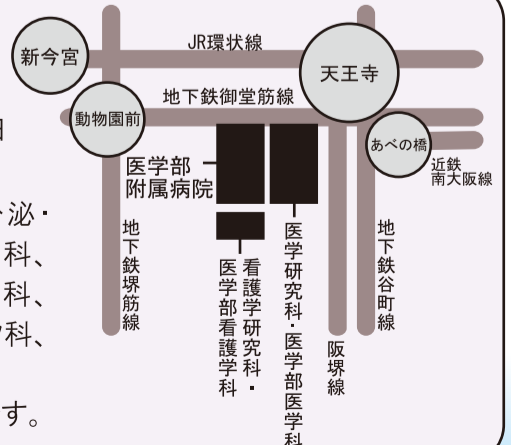 新今宮
JR環状線
天王寺
地下鉄御堂筋線
動物園前
あべの橋
近鉄
南大阪線
医学部
附属病院
泌・
科、
科、
科、
す。
地下鉄堺筋線
看護学研究科・
医学部看護学科
医学研究科・医学部医学科
阪堺線
地下鉄谷町線